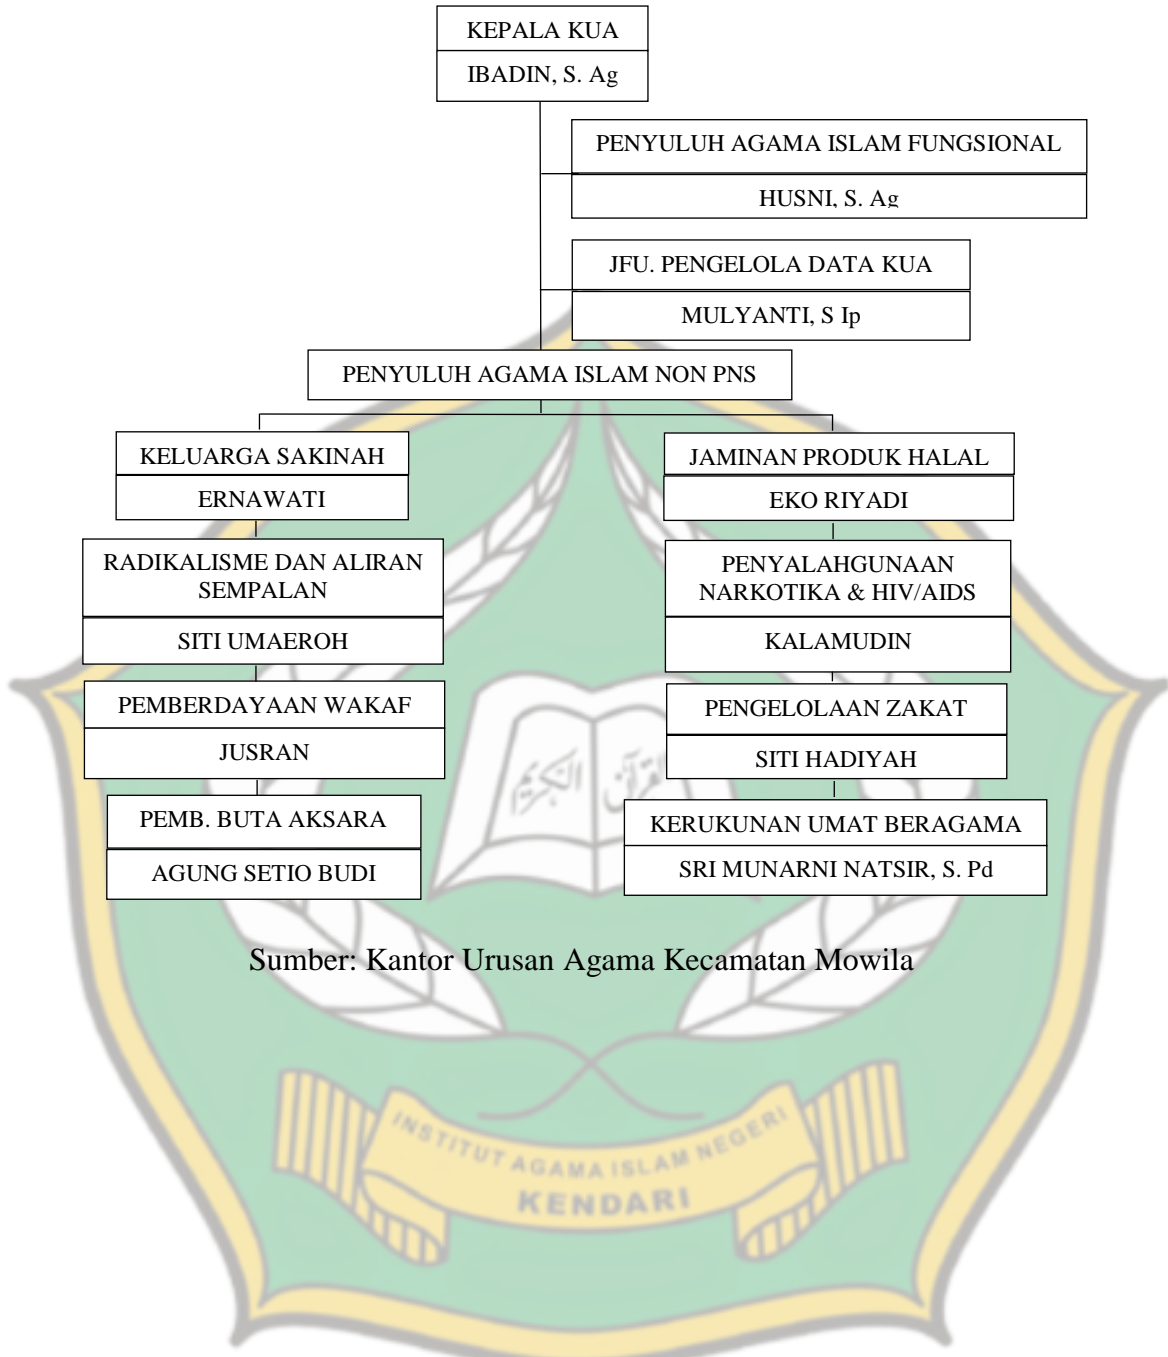 KEPALA KUA
IBADIN, S. Ag
PENYULUH AGAMA ISLAM FUNGSIONAL
HUSNI, S. Ag
JFU. PENGELOLA DATA KUA
MULYANTI, S Ip
PENYULUH AGAMA ISLAM NON PNS
KELUARGA SAKINAH
ERNAWATI
RADIKALISME DAN ALIRAN
SEMPALAN
SITI UMAEROH
PEMBERDAYAAN WAKAF
JUSRAN
PEMB. BUTA AKSARA
AGUNG SETIO BUDI
JAMINAN PRODUK HALAL
EKO RIYADI
PENYALAHGUNAAN
NARKOTIKA & HIV/AIDS
KALAMUDIN
PENGELOLAAN ZAKAT
SITI HADIYAH
KERUKUNAN UMAT BERAGAMA
SRI MUNARNI NATSIR, S. Pd
القرآن الكريم
Sumber: Kantor Urusan Agama Kecamatan Mowila
INSTITUT AGAMA ISLAM NEGERI
KENDARI